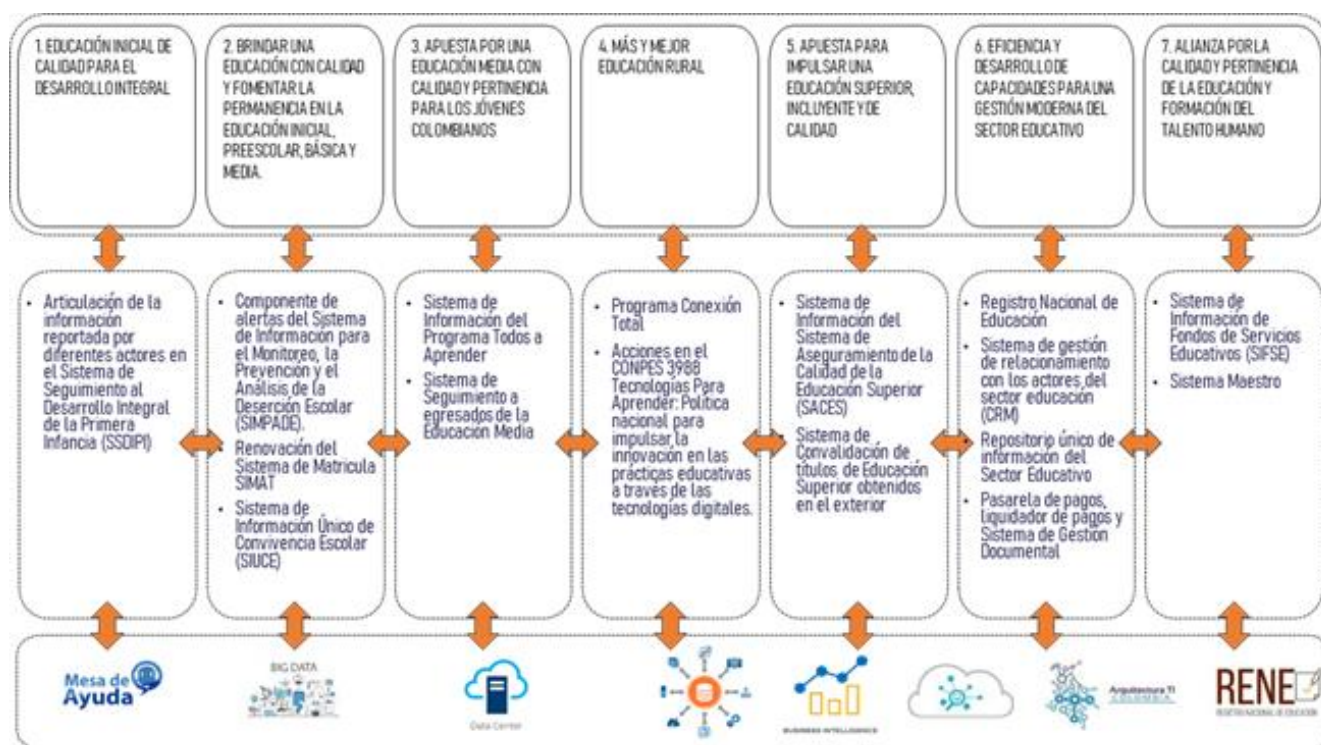 1. EDUCACIÓN INICIAL DE
CALIDAD PARA EL
DESARROLLO INTEGRAL
2. BRINDAR UNA
EDUCACIÓN CON CALIDAD
Y FOMENTAR LA
PERMANENCIA EN LA
EDUCACIÓN INICIAL,
PREESCOLAR, BÁSICA Y
MEDIA.
3. APUESTA POR UNA
EDUCACIÓN MEDIA CON
CALIDAD Y PERTINENCIA
PARA LOS JÓVENES
COLOMBIANOS
4. MÁS Y MEJOR
EDUCACIÓN RURAL
5. APUESTA PARA
IMPULSAR UNA
EDUCACIÓN SUPERIOR,
INCLUYENTE Y DE
CALIDAD
6. EFICIENCIA Y
DESARROLLO DE
CAPACIDADES PARA UNA
GESTIÓN MODERNA DEL
SECTOR EDUCATIVO
7. ALIANZA POR LA
CALIDAD Y PERTINENCIA
DE LA EDUCACIÓN Y
FORMACIÓN DEL
TALENTO HUMANO
• Articulación de la
información
reportada por
diferentes actores en
el Sistema de
Seguimiento al
Desarrollo Integral
de la Primera
Infancia (SSDIPI)
• Componente de
alertas del Sistema
de Información para
el Monitoreo, la
Prevención y el
Análisis de la
Deserción Escolar
(SIMPADE).
• Renovación del
Sistema de Matricula
SIMAT
• Sistema de
Información Único de
Convivencia Escolar
(SIUCE)
• Sistema de
Información del
Programa Todos a
Aprender
• Sistema de
Seguimiento a
egresados de la
Educación Media
• Programa Conexión
Total
• Acciones en el
CONPES 3988
Tecnologías Para
Aprender: Política
nacional para
impulsar la
innovación en las
prácticas educativas
a través de las
tecnologías digitales.
• Sistema de
Información del
Sistema de
Aseguramiento de la
Calidad de la
Educación Superior
(SACES)
• Sistema de
Convalidación de
títulos de Educación
Superior obtenidos
en el exterior
• Registro Nacional de
Educación
• Sistema de gestión
de relacionamiento
con los actores del
sector educación
(CRM)
• Repositorio único de
información del
Sector Educativo
• Pasarela de pagos,
liquidador de pagos y
Sistema de Gestión
Documental
• Sistema de
Información de
Fondos de Servicios
Educativos (SIFSE)
• Sistema Maestro
Mesa de
Ayuda
BIG DATA
Data Center
BUSINESS INTELLIGENCE
Arquitectura TI
COLOMBIA
RENE
REGISTRO NACIONAL DE EDUCACIÓN